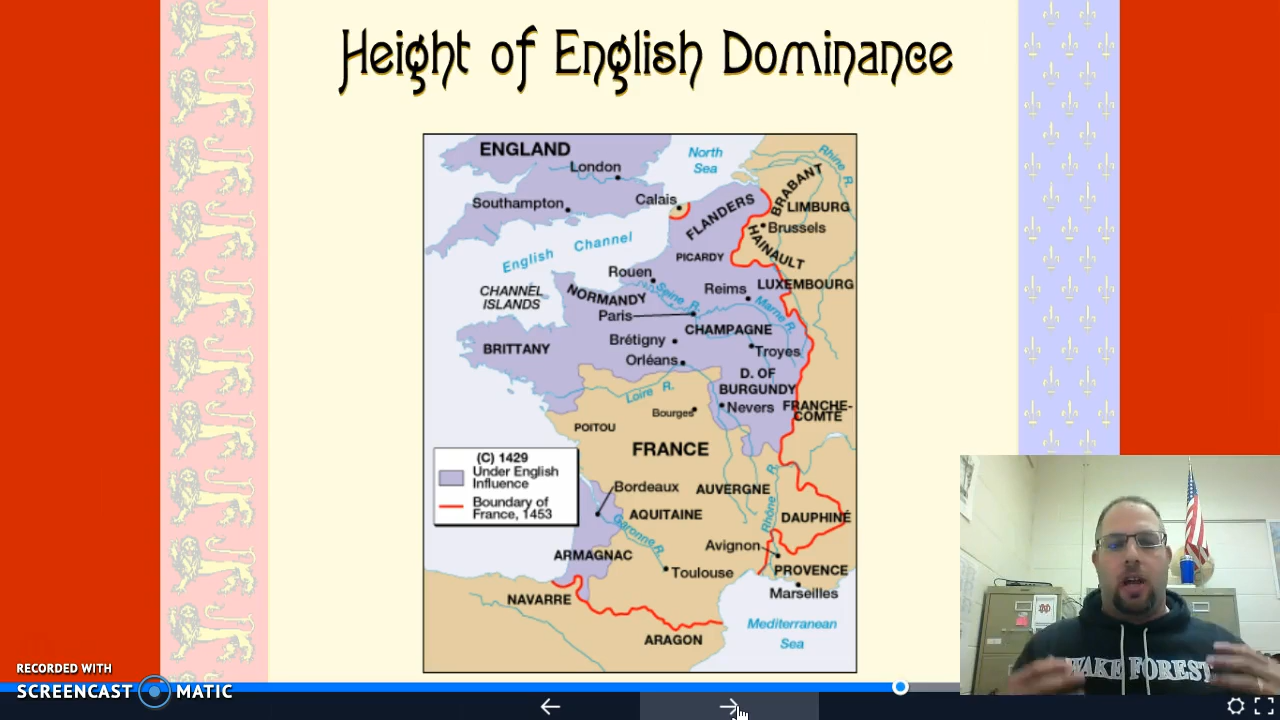 Height of English Dominance
ENGLAND
London
North
Sea
Rhine R.
Southampton
Calais
FLANDERS
BRABANT
LIMBURG
Brussels
HAINAULT
English Channel
PICARDY
CHANNEL
ISLANDS
Rouen
NORMANDY
Seine R.
Reims
LUXEMBOURG
Marne R.
Paris
CHAMPAGNE
BRITTANY
Brétigny
Orléans
Troyes
D. OF
BURGUNDY
Loire R.
Bourges
Nevers
FRANCHE-
COMTE
POITOU
FRANCE
(C) 1429
Under English
Influence
Boundary of
France, 1453
Bordeaux
AUVERGNE
Rhône R.
AQUITAINE
Garonne R.
DAUPHINÉ
ARMAGNAC
Avignon
Toulouse
PROVENCE
Marseilles
NAVARRE
ARAGON
Mediterranean
Sea
WAKE FOREST
RECORDED WITH
SCREENCAST MATIC